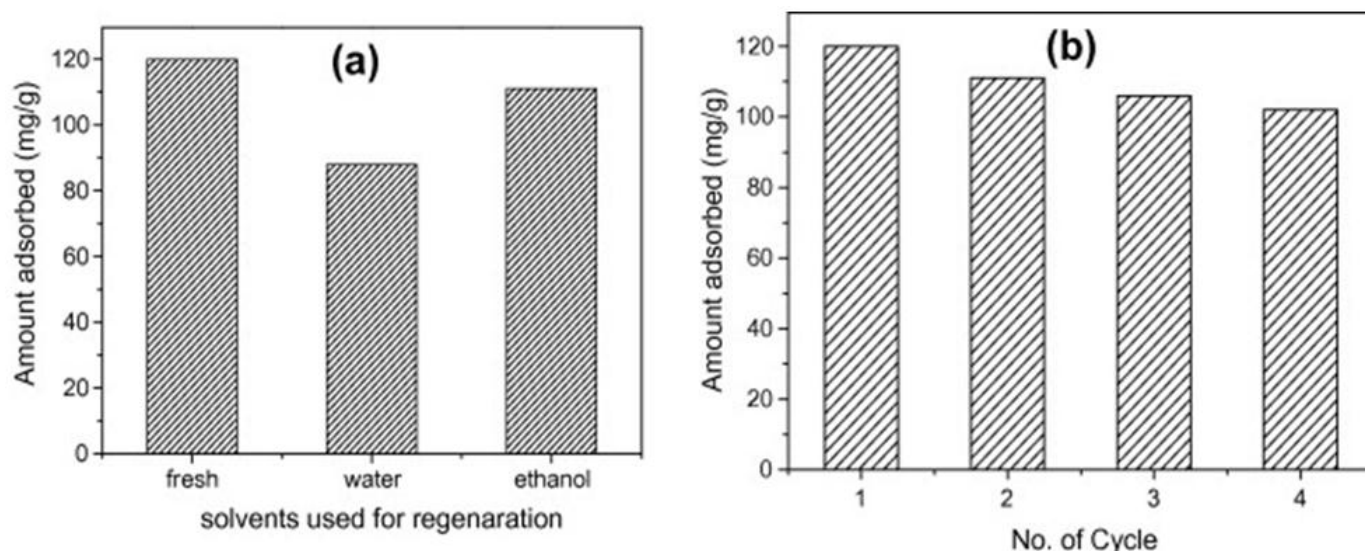 (a)
Amount adsorbed (mg/g)
120
100
80
60
40
20
0
fresh water ethanol
solvents used for regenaration
(b)
Amount adsorbed (mg/g)
120
100
80
60
40
20
0
1 2 3 4
No. of Cycle